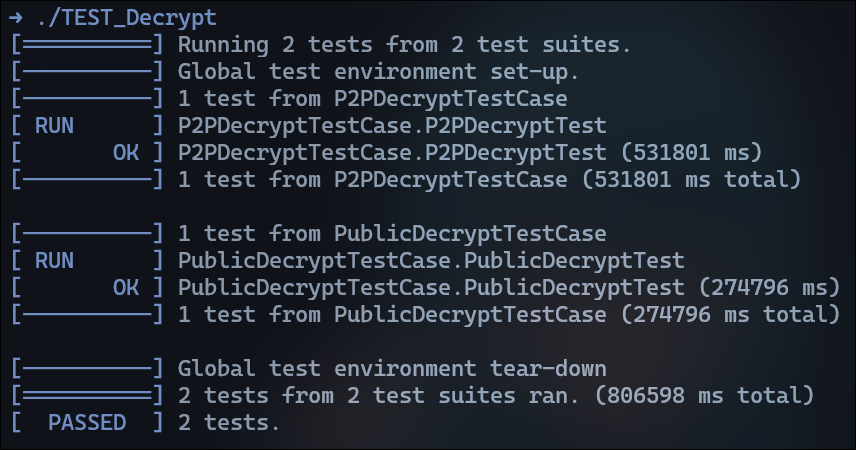 ➜ ./TEST_Decrypt
[==========] Running 2 tests from 2 test suites.
[----------] Global test environment set-up.
[----------] 1 test from P2PDecryptTestCase
[ RUN      ] P2PDecryptTestCase.P2PDecryptTest
[       OK ] P2PDecryptTestCase.P2PDecryptTest (531801 ms)
[----------] 1 test from P2PDecryptTestCase (531801 ms total)

[----------] 1 test from PublicDecryptTestCase
[ RUN      ] PublicDecryptTestCase.PublicDecryptTest
[       OK ] PublicDecryptTestCase.PublicDecryptTest (274796 ms)
[----------] 1 test from PublicDecryptTestCase (274796 ms total)

[----------] Global test environment tear-down
[==========] 2 tests from 2 test suites ran. (806598 ms total)
[  PASSED  ] 2 tests.